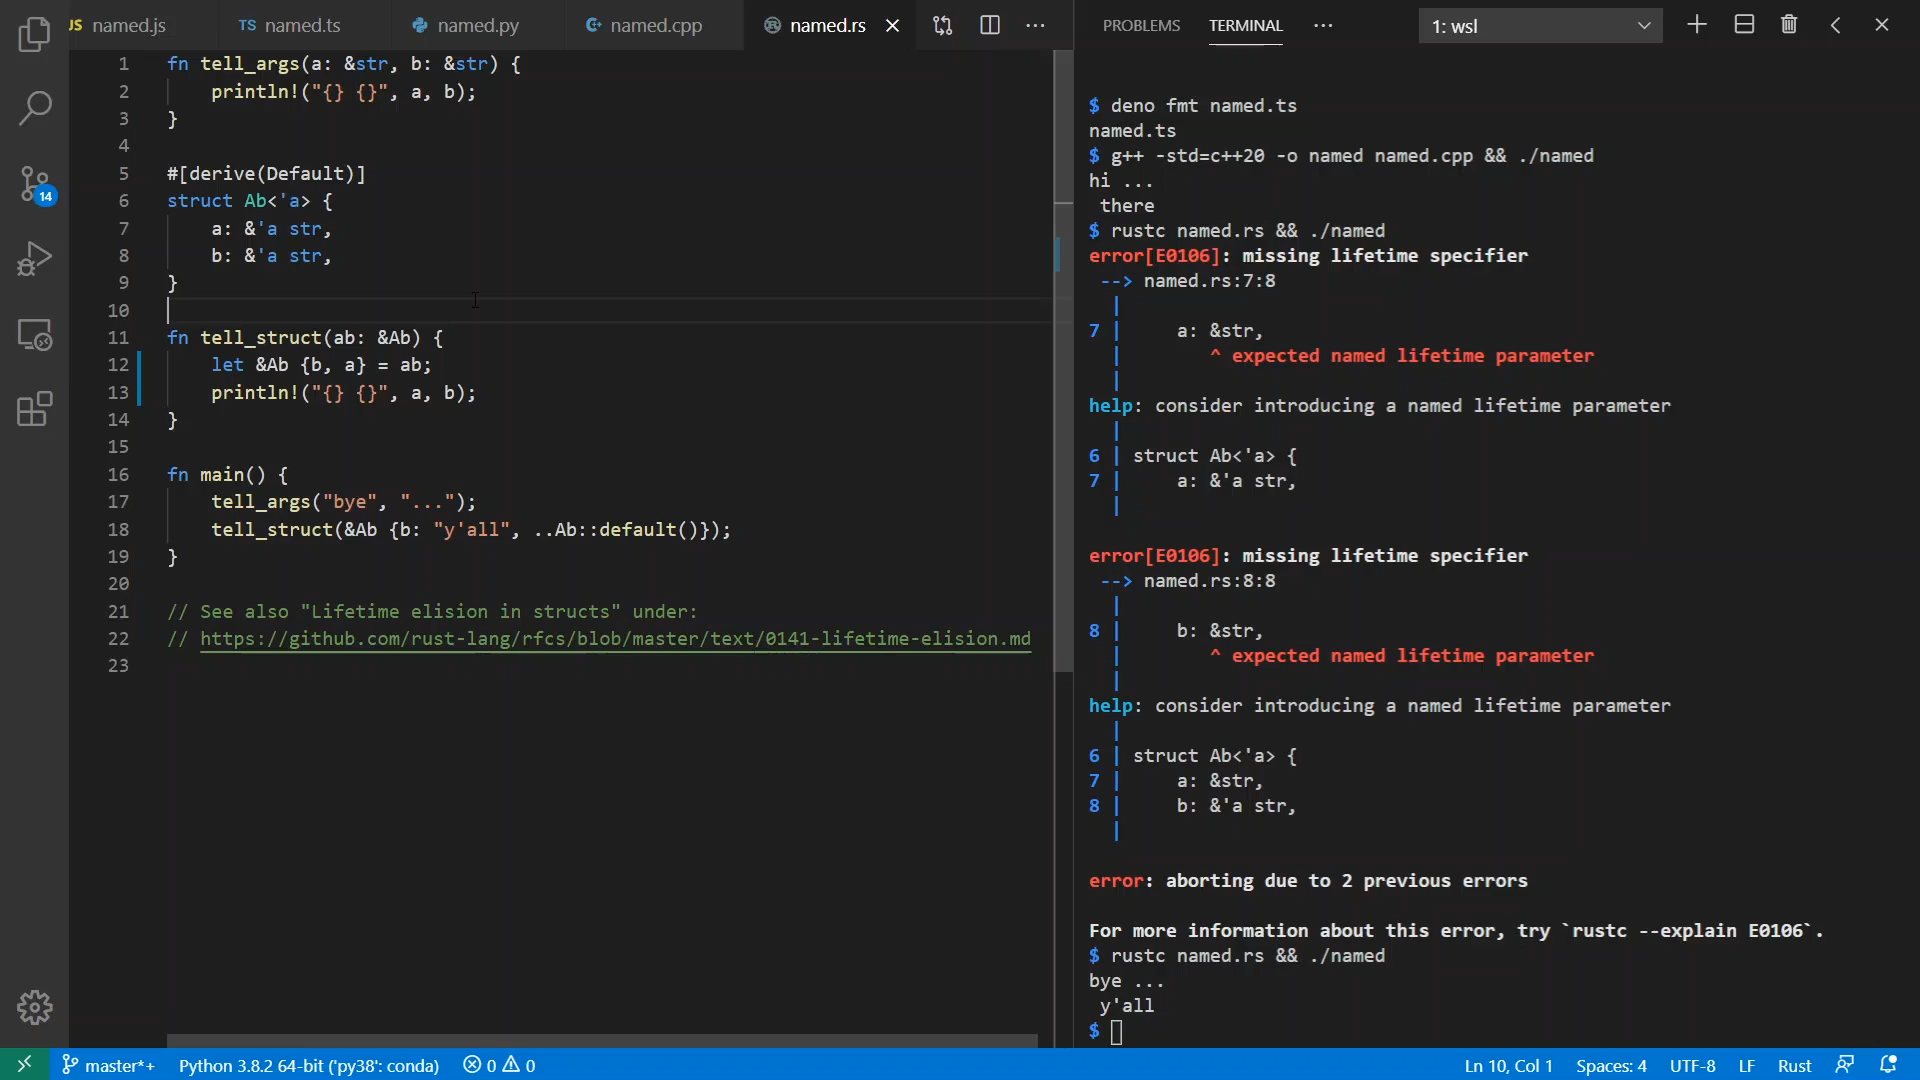 JS named.js
TS named.ts
named.py
named.cpp
named.rs
PROBLEMS
TERMINAL
1: wsl
14
1 fn tell_args(a: &str, b: &str) {
2     println!("{} {}", a, b);
3 }
4
5 #[derive(Default)]
6 struct Ab<'a> {
7     a: &'a str,
8     b: &'a str,
9 }
10
11 fn tell_struct(ab: &Ab) {
12     let &Ab {b, a} = ab;
13     println!("{} {}", a, b);
14 }
15
16 fn main() {
17     tell_args("bye", "...");
18     tell_struct(&Ab {b: "y'all", ..Ab::default()});
19 }
20
21 // See also "Lifetime elision in structs" under:
22 // https://github.com/rust-lang/rfcs/blob/master/text/0141-lifetime-elision.md
23
$ deno fmt named.ts
named.ts
$ g++ -std=c++20 -o named named.cpp && ./named
hi ...
 there
$ rustc named.rs && ./named
error[E0106]: missing lifetime specifier
 --> named.rs:7:8
  |
7 |     a: &str,
  |        ^ expected named lifetime parameter
  |
help: consider introducing a named lifetime parameter
  |
6 | struct Ab<'a> {
7 |     a: &'a str,
  |
error[E0106]: missing lifetime specifier
 --> named.rs:8:8
  |
8 |     b: &str,
  |        ^ expected named lifetime parameter
  |
help: consider introducing a named lifetime parameter
  |
6 | struct Ab<'a> {
7 |     a: &str,
8 |     b: &'a str,
  |
error: aborting due to 2 previous errors
For more information about this error, try `rustc --explain E0106`.
$ rustc named.rs && ./named
bye ...
 y'all
$
master*+
Python 3.8.2 64-bit ('py38': conda)
0
0
Ln 10, Col 1
Spaces: 4
UTF-8
LF
Rust